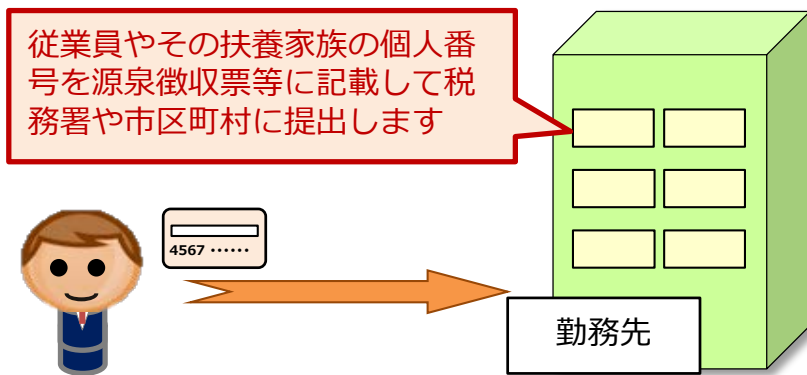 従業員やその扶養家族の個人番
号を源泉徴収票等に記載して税
務署や市区町村に提出します
4567 ……
勤務先